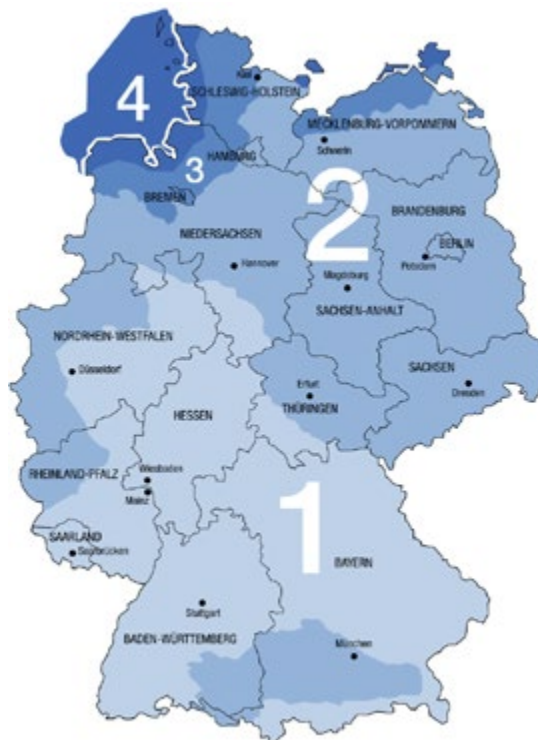 4
Kiel
SCHLESWIG-HOLSTEIN
MECKLENBURG-VORPOMMERN
Schwerin
HAMBURG
3
BREMEN
2
BRANDENBURG
NIEDERSACHSEN
BERLIN
Hannover
Potsdam
Magdeburg
SACHSEN-ANHALT
NORDRHEIN-WESTFALEN
Düsseldorf
SACHSEN
Erfurt
Dresden
THÜRINGEN
HESSEN
RHEINLAND-PFALZ
Wiesbaden
Mainz
1
SAARLAND
Saarbrücken
BAYERN
Stuttgart
BADEN-WÜRTTEMBERG
München